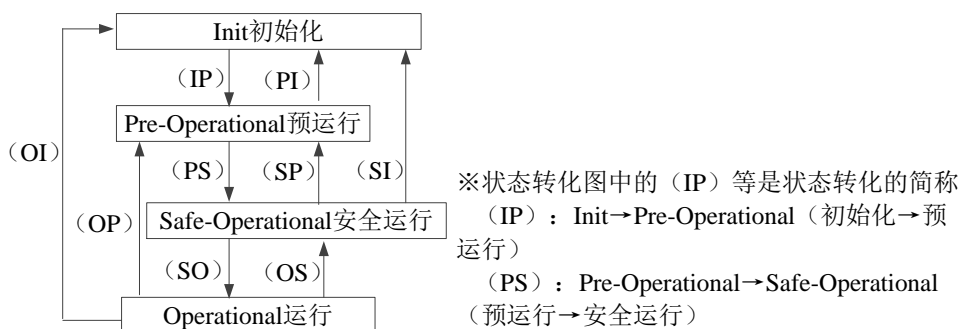 Init初始化
（IP） （PI）
Pre-Operational预运行
（OI）
（PS） （SP） （SI）
（OP）
Safe-Operational安全运行
（SO） （OS）
Operational运行
※状态转化图中的（IP）等是状态转化的简称
（IP）：Init→Pre-Operational（初始化→预
运行）
（PS）：Pre-Operational→Safe-Operational
（预运行→安全运行）